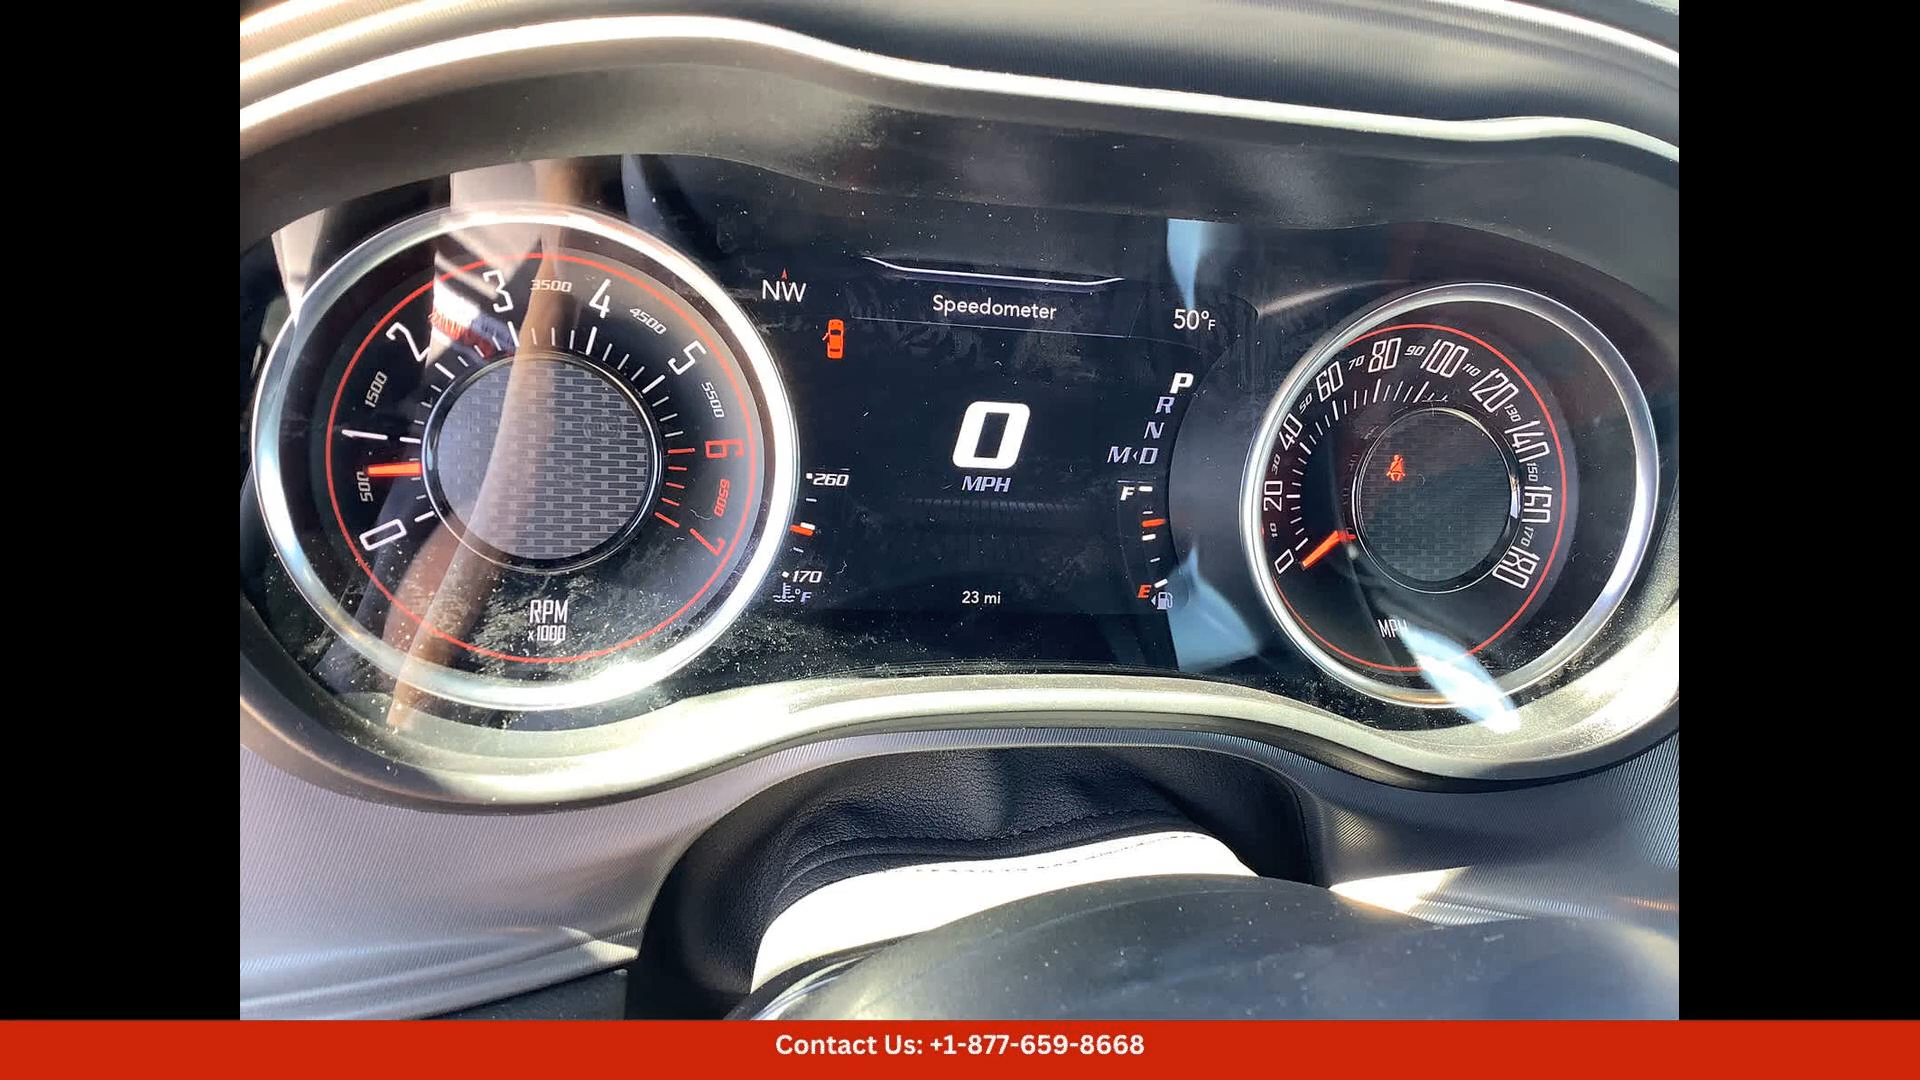 NW
Speedometer
50°F
0
500
1
1500
2
3
3500
4
4500
5
5500
6
6500
7
RPM
x1000
260
170
°F
0
MPH
23 mi
P
R
N
M‹D
F
E
0
10
20
30
40
50
60
70
80
90
100
110
120
130
140
150
160
170
180
MPH
Contact Us: +1-877-659-8668